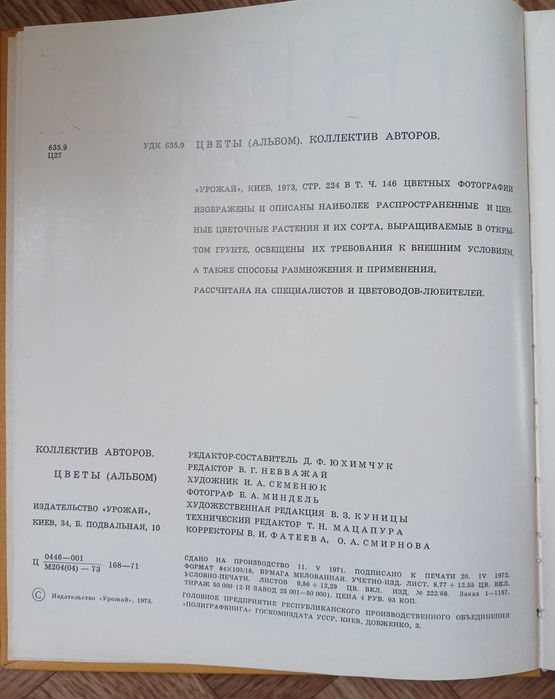 635.9
Ц27
УДК 635.9 ЦВЕТЫ (АЛЬБОМ). КОЛЛЕКТИВ АВТОРОВ.
«УРОЖАЙ», КИЕВ, 1973, СТР. 224 В Т. Ч. 146 ЦВЕТНЫХ ФОТОГРАФИЙ
ИЗОБРАЖЕНЫ И ОПИСАНЫ НАИБОЛЕЕ РАСПРОСТРАНЕННЫЕ И ЦЕН-
НЫЕ ЦВЕТОЧНЫЕ РАСТЕНИЯ И ИХ СОРТА, ВЫРАЩИВАЕМЫЕ В ОТКРЫ-
ТОМ ГРУНТЕ, ОСВЕЩЕНЫ ИХ ТРЕБОВАНИЯ К ВНЕШНИМ УСЛОВИЯМ,
А ТАКЖЕ СПОСОБЫ РАЗМНОЖЕНИЯ И ПРИМЕНЕНИЯ.
РАССЧИТАНА НА СПЕЦИАЛИСТОВ И ЦВЕТОВОДОВ-ЛЮБИТЕЛЕЙ.
КОЛЛЕКТИВ АВТОРОВ.
ЦВЕТЫ (АЛЬБОМ)
ИЗДАТЕЛЬСТВО «УРОЖАЙ»,
КИЕВ, 34, Б. ПОДВАЛЬНАЯ, 10
Ц 0446—001
М204(04) — 73 168—71
© Издательство «Урожай», 1973.
РЕДАКТОР-СОСТАВИТЕЛЬ Д. Ф. ЮХИМЧУК
РЕДАКТОР В. Г. НЕВВАЖАЙ
ХУДОЖНИК И. А. СЕМЕНЮК
ФОТОГРАФ Б. А. МИНДЕЛЬ
ХУДОЖЕСТВЕННАЯ РЕДАКЦИЯ В. З. КУНИЦЫ
ТЕХНИЧЕСКИЙ РЕДАКТОР Т. Н. МАЦАПУРА
КОРРЕКТОРЫ В. И. ФАТЕЕВА, О. А. СМИРНОВА
СДАНО НА ПРОИЗВОДСТВО 11. V 1971. ПОДПИСАНО К ПЕЧАТИ 20. IV 1972.
ФОРМАТ 84×100/16, БУМАГА МЕЛОВАННАЯ. УЧЕТНО-ИЗД. ЛИСТ. 8,77 + 12,55 ЦВ. ВКЛ.
УСЛОВНО-ПЕЧАТН. ЛИСТОВ 9,56 + 12,29 ЦВ. ВКЛ. ИЗД. № 222/68. Заказ 1—1157.
ТИРАЖ 50 000 (2-Й ЗАВОД 25 001—50 000). ЦЕНА 4 РУБ. 93 КОП.
ГОЛОВНОЕ ПРЕДПРИЯТИЕ РЕСПУБЛИКАНСКОГО ПРОИЗВОДСТВЕННОГО ОБЪЕДИНЕНИЯ
«ПОЛИГРАФКНИГА» ГОСКОМИЗДАТА УССР. КИЕВ, ДОВЖЕНКО, 3.